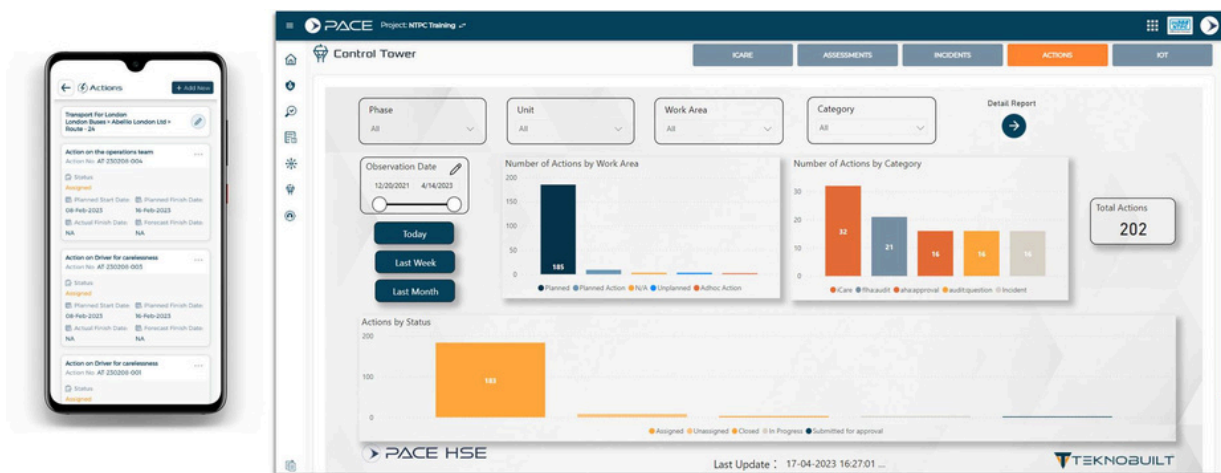 Actions
+ Add New
Transport For London
London Buses > Abellio London Ltd >
Route - 24
Action on the operations team
Action No: AT 230208-004
Status
Assigned
Planned Start Date
Planned Finish Date
08-Feb-2023
16-Feb-2023
Actual Finish Date
Forecast Finish Date
NA
NA
Action on Driver for carelessness
Action No: AT 230208-003
Status
Assigned
Planned Start Date
Planned Finish Date
08-Feb-2023
16-Feb-2023
Actual Finish Date
Forecast Finish Date
NA
NA
Action on Driver for carelessness
Action No: AT 230208-001
Status
Assigned
PACE Project: NTPC Training
Control Tower
ICARE
ASSESSMENTS
INCIDENTS
ACTIONS
IOT
Phase
All
Unit
All
Work Area
All
Category
All
Detail Report
Observation Date
12/20/2021 4/14/2023
Today
Last Week
Last Month
Number of Actions by Work Area
200
150
100
50
0
185
Planned Planned Action N/A Unplanned Adhoc Action
Number of Actions by Category
30
20
10
0
32
21
16
16
16
iCare flha:audit aha:approval audit:question Incident
Total Actions
202
Actions by Status
200
100
0
183
Assigned Unassigned Closed In Progress Submitted for approval
PACE HSE
Last Update : 17-04-2023 16:27:01 ...
TEKNOBUILT